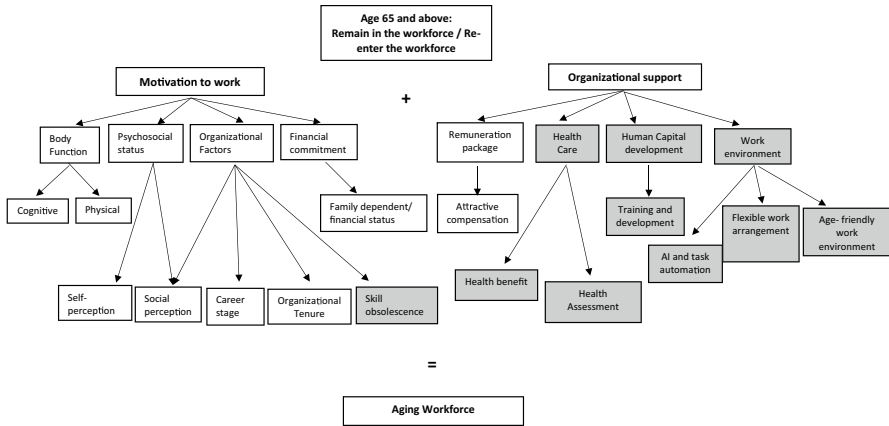 Age 65 and above:
Remain in the workforce / Re-
enter the workforce
Motivation to work
+
Organizational support
Body
Function
Psychosocial
status
Organizational
Factors
Financial
commitment
Remuneration
package
Health
Care
Human Capital
development
Work
environment
Cognitive
Physical
Family dependent/
financial status
Attractive
compensation
Training and
development
Flexible work
arrangement
Age- friendly
work
environment
AI and task
automation
Self-
perception
Social
perception
Career
stage
Organizational
Tenure
Skill
obsolescence
Health benefit
Health
Assessment
=
Aging Workforce